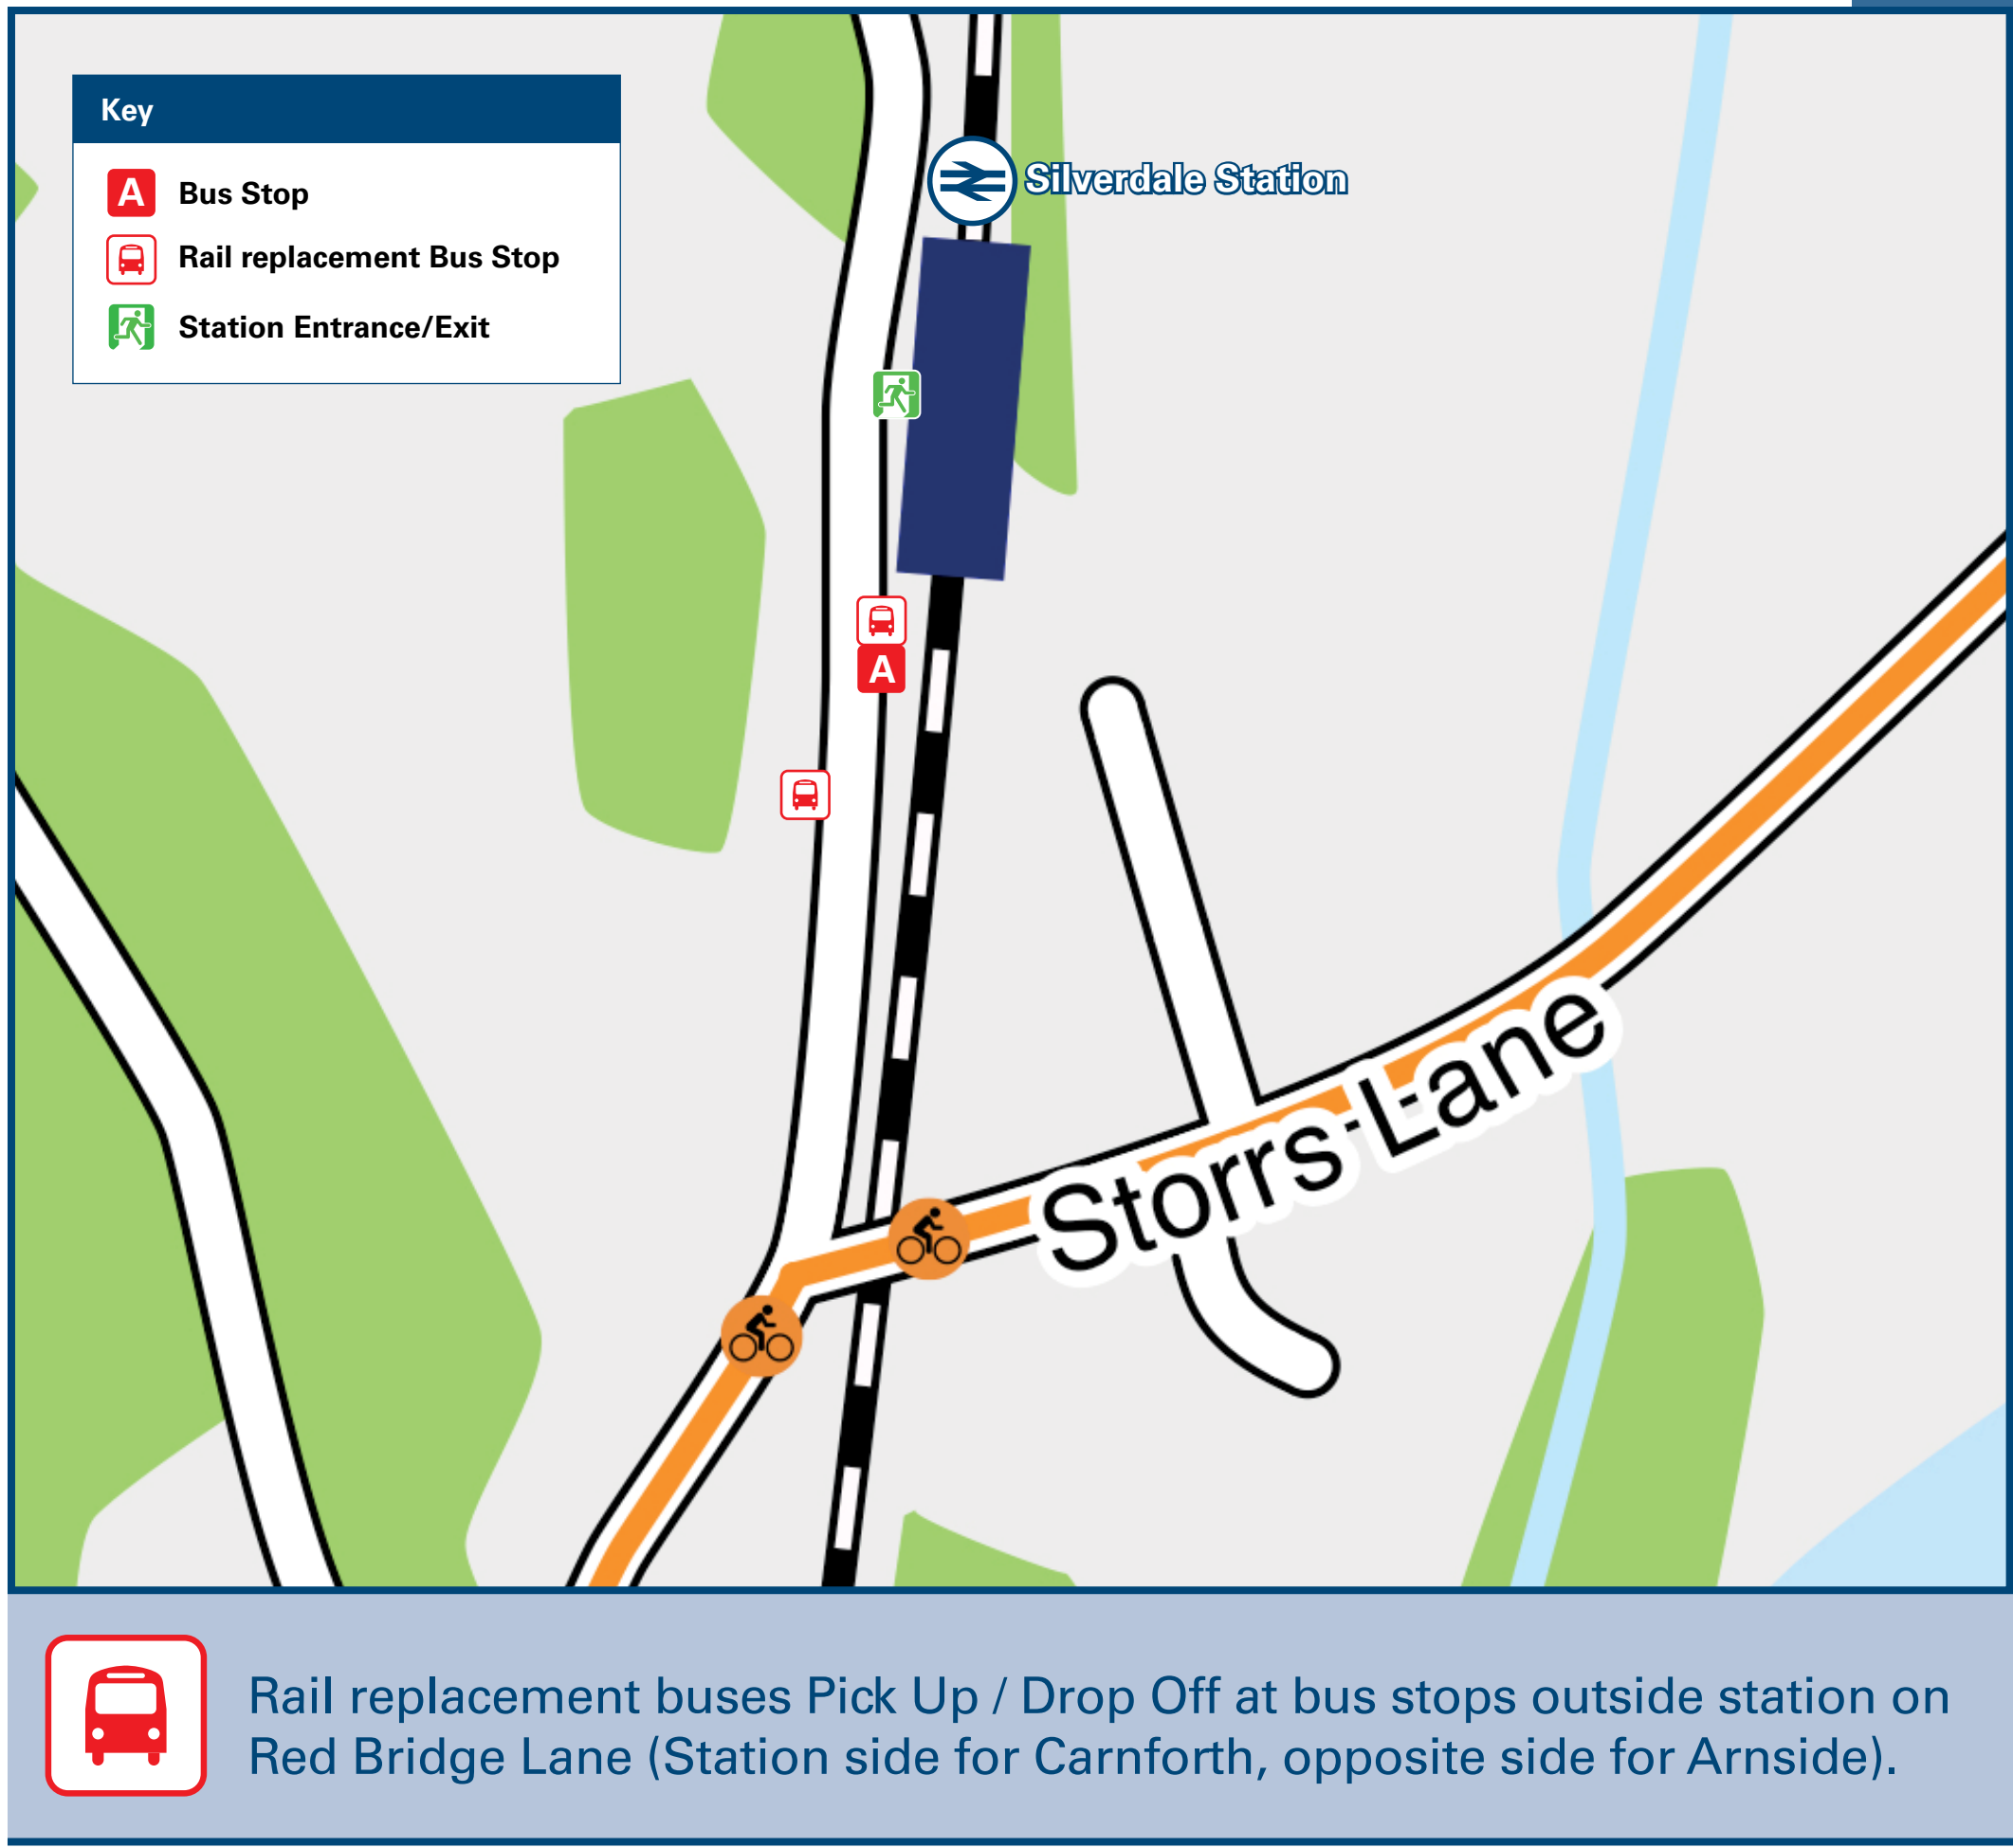 Key
A Bus Stop
Rail replacement Bus Stop
Station Entrance/Exit
Silverdale Station
A
Storrs Lane
Rail replacement buses Pick Up / Drop Off at bus stops outside station on
Red Bridge Lane (Station side for Carnforth, opposite side for Arnside).